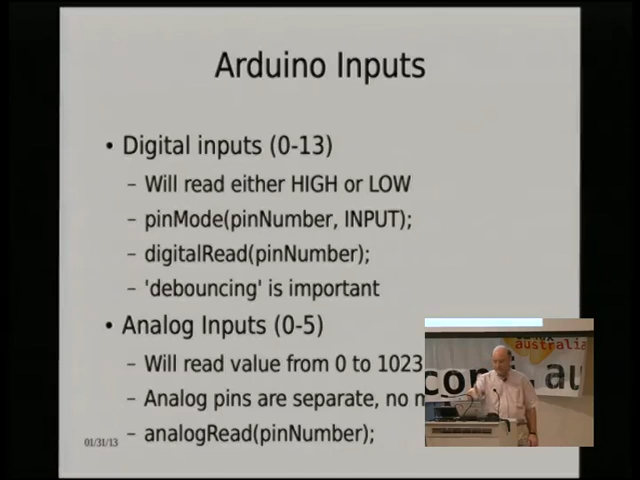 Arduino Inputs
• Digital inputs (0-13)
– Will read either HIGH or LOW
– pinMode(pinNumber, INPUT);
– digitalRead(pinNumber);
– 'debouncing' is important
• Analog Inputs (0-5)
– Will read value from 0 to 1023
– Analog pins are separate, no
– analogRead(pinNumber);
01/31/13
australia
conf.au